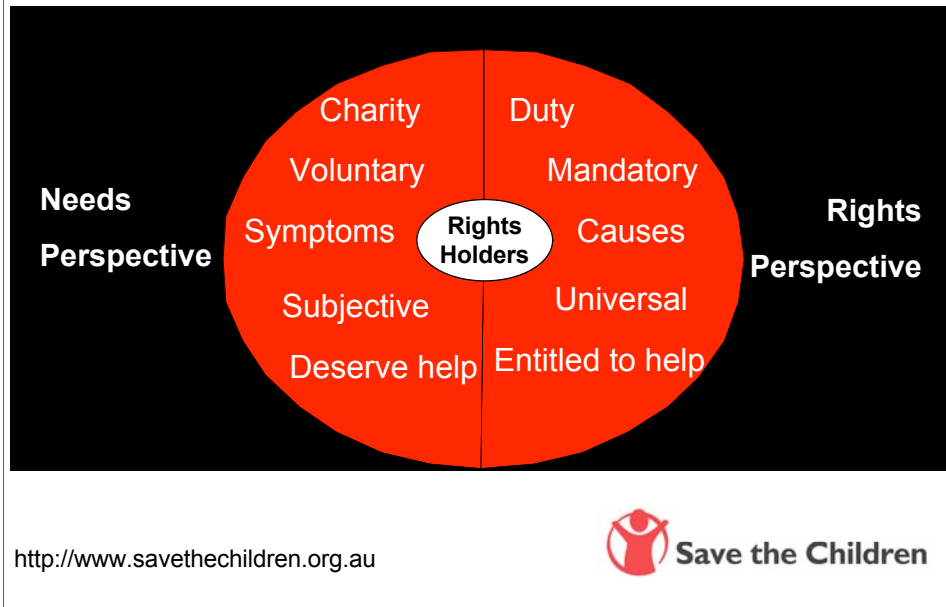 Needs
Perspective
Charity
Voluntary
Symptoms
Subjective
Deserve help
Rights
Holders
Duty
Mandatory
Causes
Universal
Entitled to help
Rights
Perspective
http://www.savethechildren.org.au
Save the Children